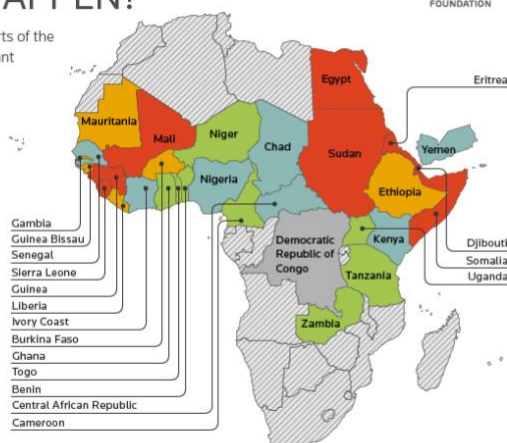 APPEN?
FOUNDATION
rts of the
nt
Egypt
Eritrea
Mauritania
Mali
Niger
Chad
Sudan
Yemen
Nigeria
Ethiopia
Gambia
Guinea Bissau
Senegal
Sierra Leone
Guinea
Liberia
Ivory Coast
Burkina Faso
Ghana
Togo
Benin
Central African Republic
Cameroon
Democratic
Republic of
Congo
Kenya
Djibouti
Somalia
Uganda
Tanzania
Zambia